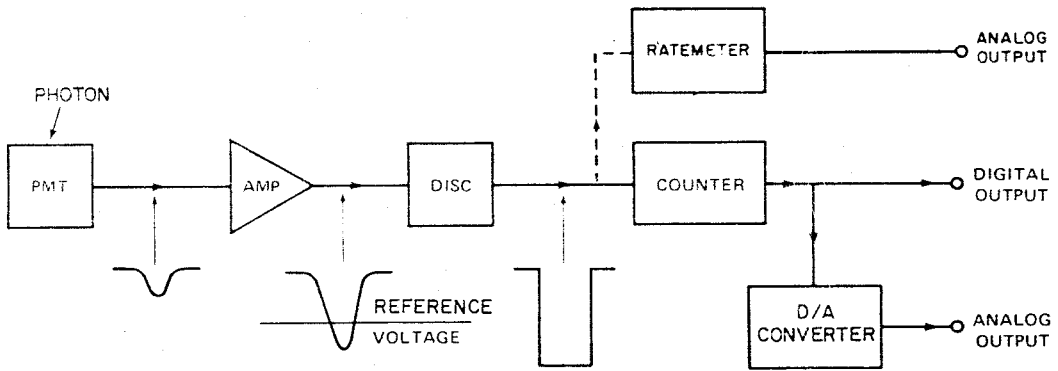 RATEMETER
ANALOG
OUTPUT
PHOTON
PMT
AMP
DISC
COUNTER
DIGITAL
OUTPUT
REFERENCE
VOLTAGE
D/A
CONVERTER
ANALOG
OUTPUT